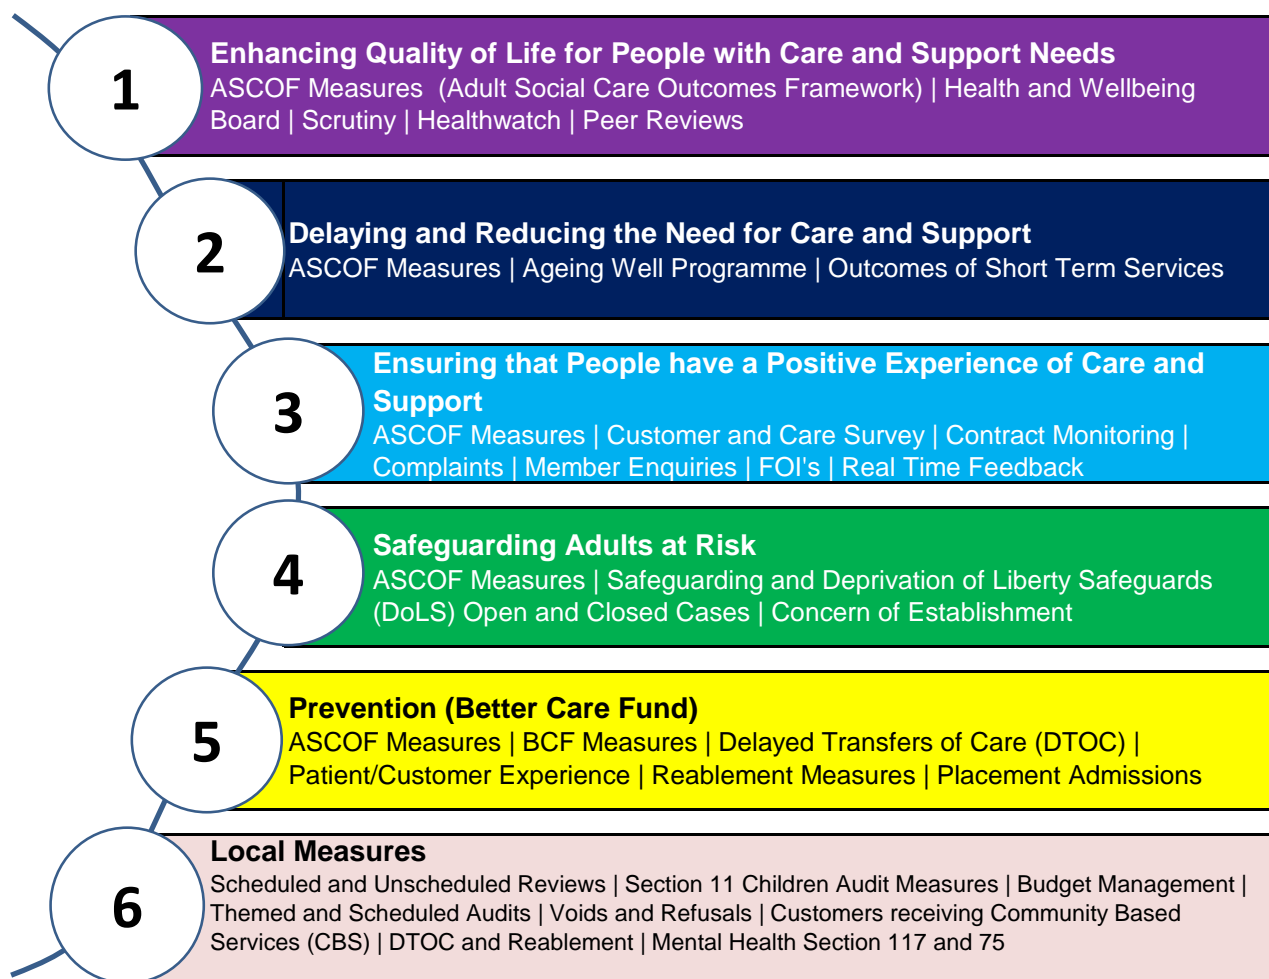 1
Enhancing Quality of Life for People with Care and Support Needs
ASCOF Measures  (Adult Social Care Outcomes Framework) | Health and Wellbeing
Board | Scrutiny | Healthwatch | Peer Reviews
2
Delaying and Reducing the Need for Care and Support
ASCOF Measures | Ageing Well Programme | Outcomes of Short Term Services
3
Ensuring that People have a Positive Experience of Care and
Support
ASCOF Measures | Customer and Care Survey | Contract Monitoring |
Complaints | Member Enquiries | FOI's | Real Time Feedback
4
Safeguarding Adults at Risk
ASCOF Measures | Safeguarding and Deprivation of Liberty Safeguards
(DoLS) Open and Closed Cases | Concern of Establishment
5
Prevention (Better Care Fund)
ASCOF Measures | BCF Measures | Delayed Transfers of Care (DTOC) |
Patient/Customer Experience | Reablement Measures | Placement Admissions
6
Local Measures
Scheduled and Unscheduled Reviews | Section 11 Children Audit Measures | Budget Management |
Themed and Scheduled Audits | Voids and Refusals | Customers receiving Community Based
Services (CBS) | DTOC and Reablement | Mental Health Section 117 and 75